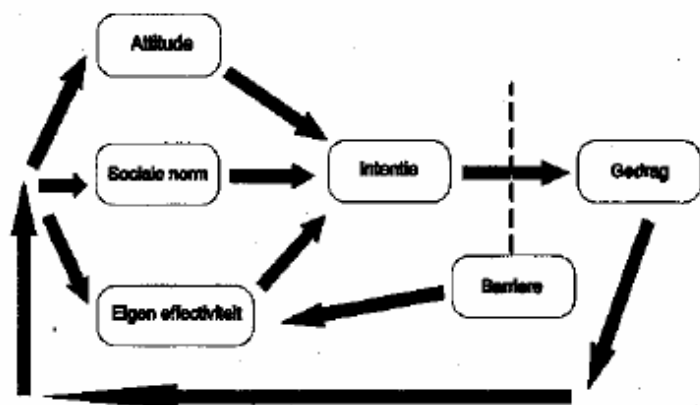 Attitude
Sociale norm
Intentie
Gedrag
Eigen effectiviteit
Barriere